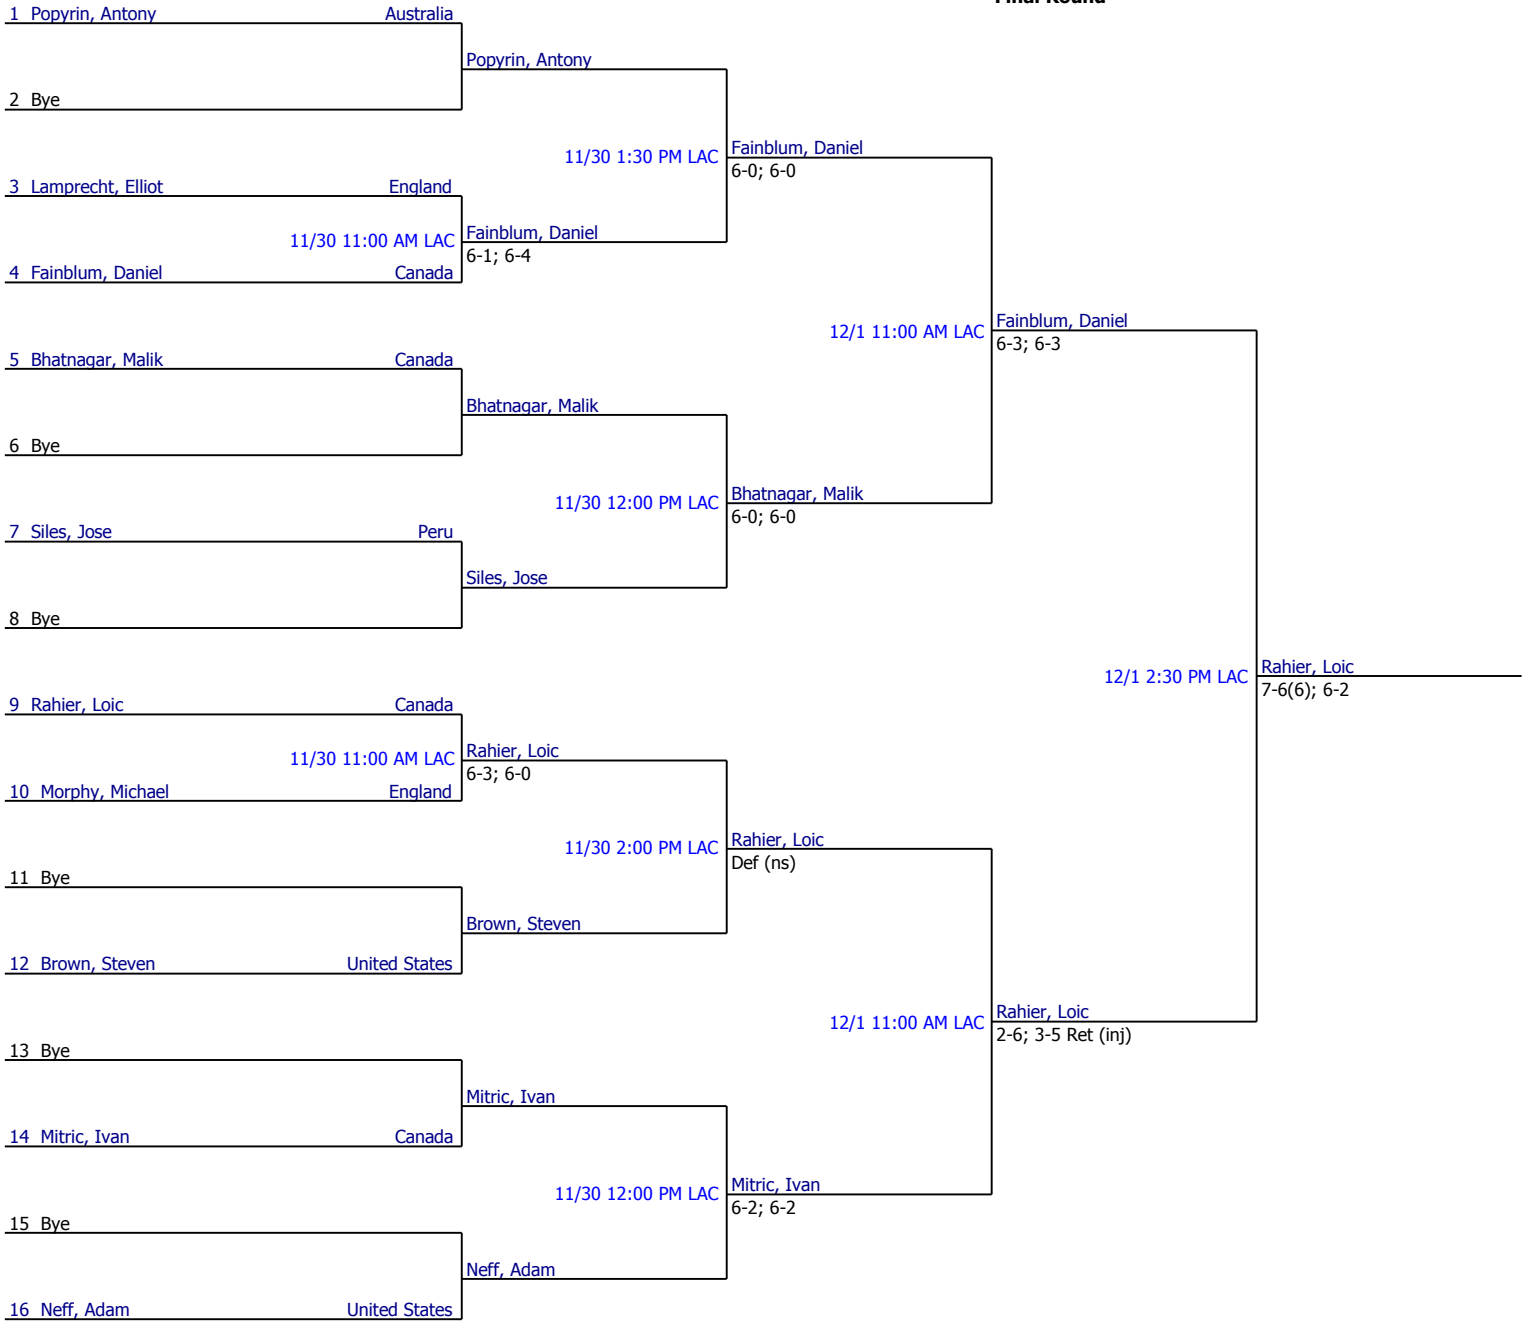 Final Round
1 Popyrin, Antony Australia
Popyrin, Antony
2 Bye
11/30 1:30 PM LAC Fainblum, Daniel
6-0; 6-0
3 Lamprecht, Elliot England
11/30 11:00 AM LAC Fainblum, Daniel
6-1; 6-4
4 Fainblum, Daniel Canada
12/1 11:00 AM LAC Fainblum, Daniel
6-3; 6-3
5 Bhatnagar, Malik Canada
Bhatnagar, Malik
6 Bye
11/30 12:00 PM LAC Bhatnagar, Malik
6-0; 6-0
7 Siles, Jose Peru
Siles, Jose
8 Bye
12/1 2:30 PM LAC Rahier, Loic
7-6(6); 6-2
9 Rahier, Loic Canada
11/30 11:00 AM LAC Rahier, Loic
6-3; 6-0
10 Morphy, Michael England
11/30 2:00 PM LAC Rahier, Loic
Def (ns)
11 Bye
Brown, Steven
12 Brown, Steven United States
12/1 11:00 AM LAC Rahier, Loic
2-6; 3-5 Ret (inj)
13 Bye
Mitric, Ivan
14 Mitric, Ivan Canada
11/30 12:00 PM LAC Mitric, Ivan
6-2; 6-2
15 Bye
Neff, Adam
16 Neff, Adam United States